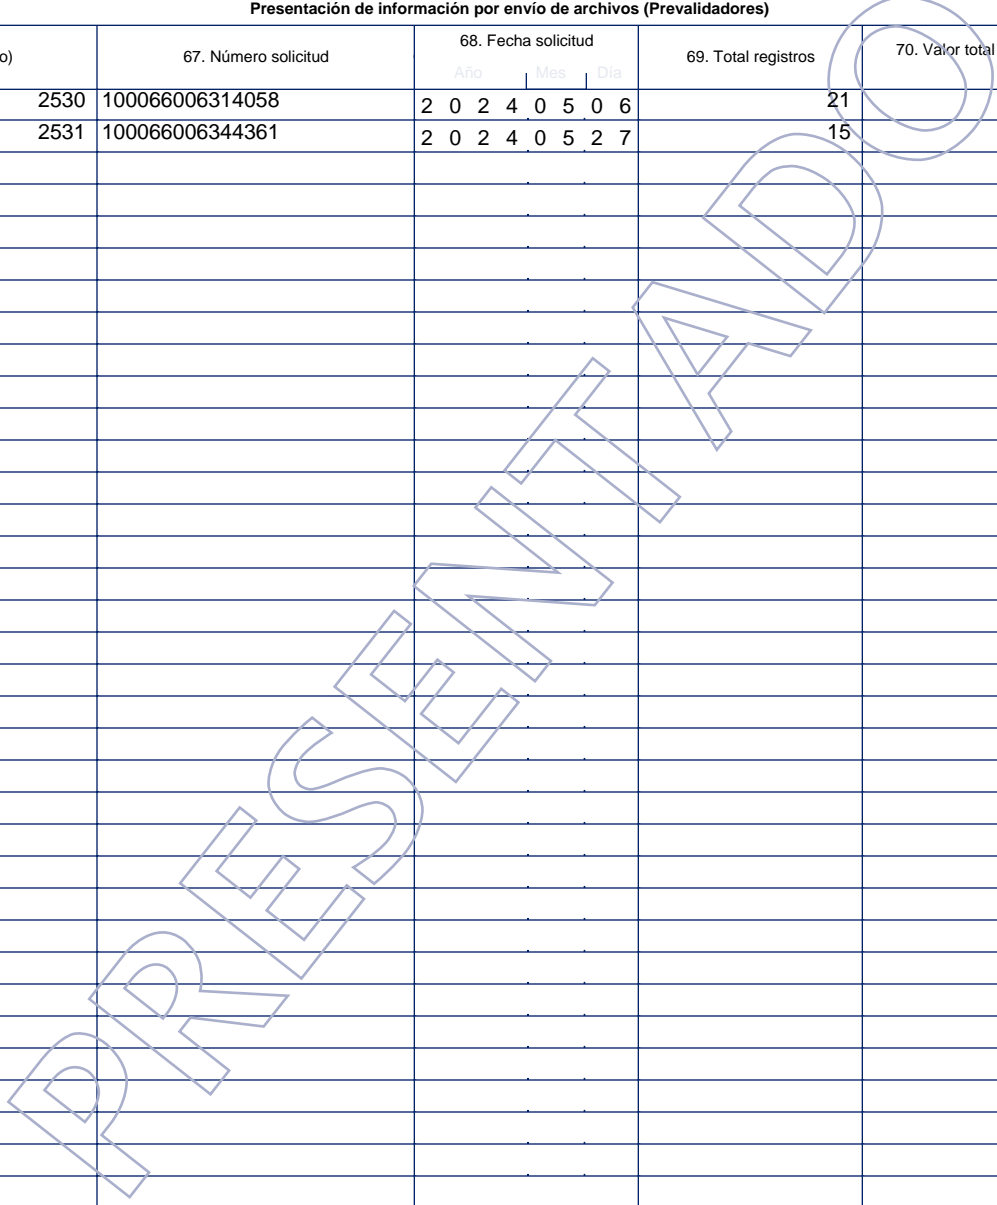 Presentación de información por envío de archivos (Prevalidadores)
o) 67. Número solicitud 68. Fecha solicitud 69. Total registros 70. Valor total
Año Mes Día
2530 100066006314058 2 0 2 4 0 5 0 6 21
2531 100066006344361 2 0 2 4 0 5 2 7 15
PRESENTADO